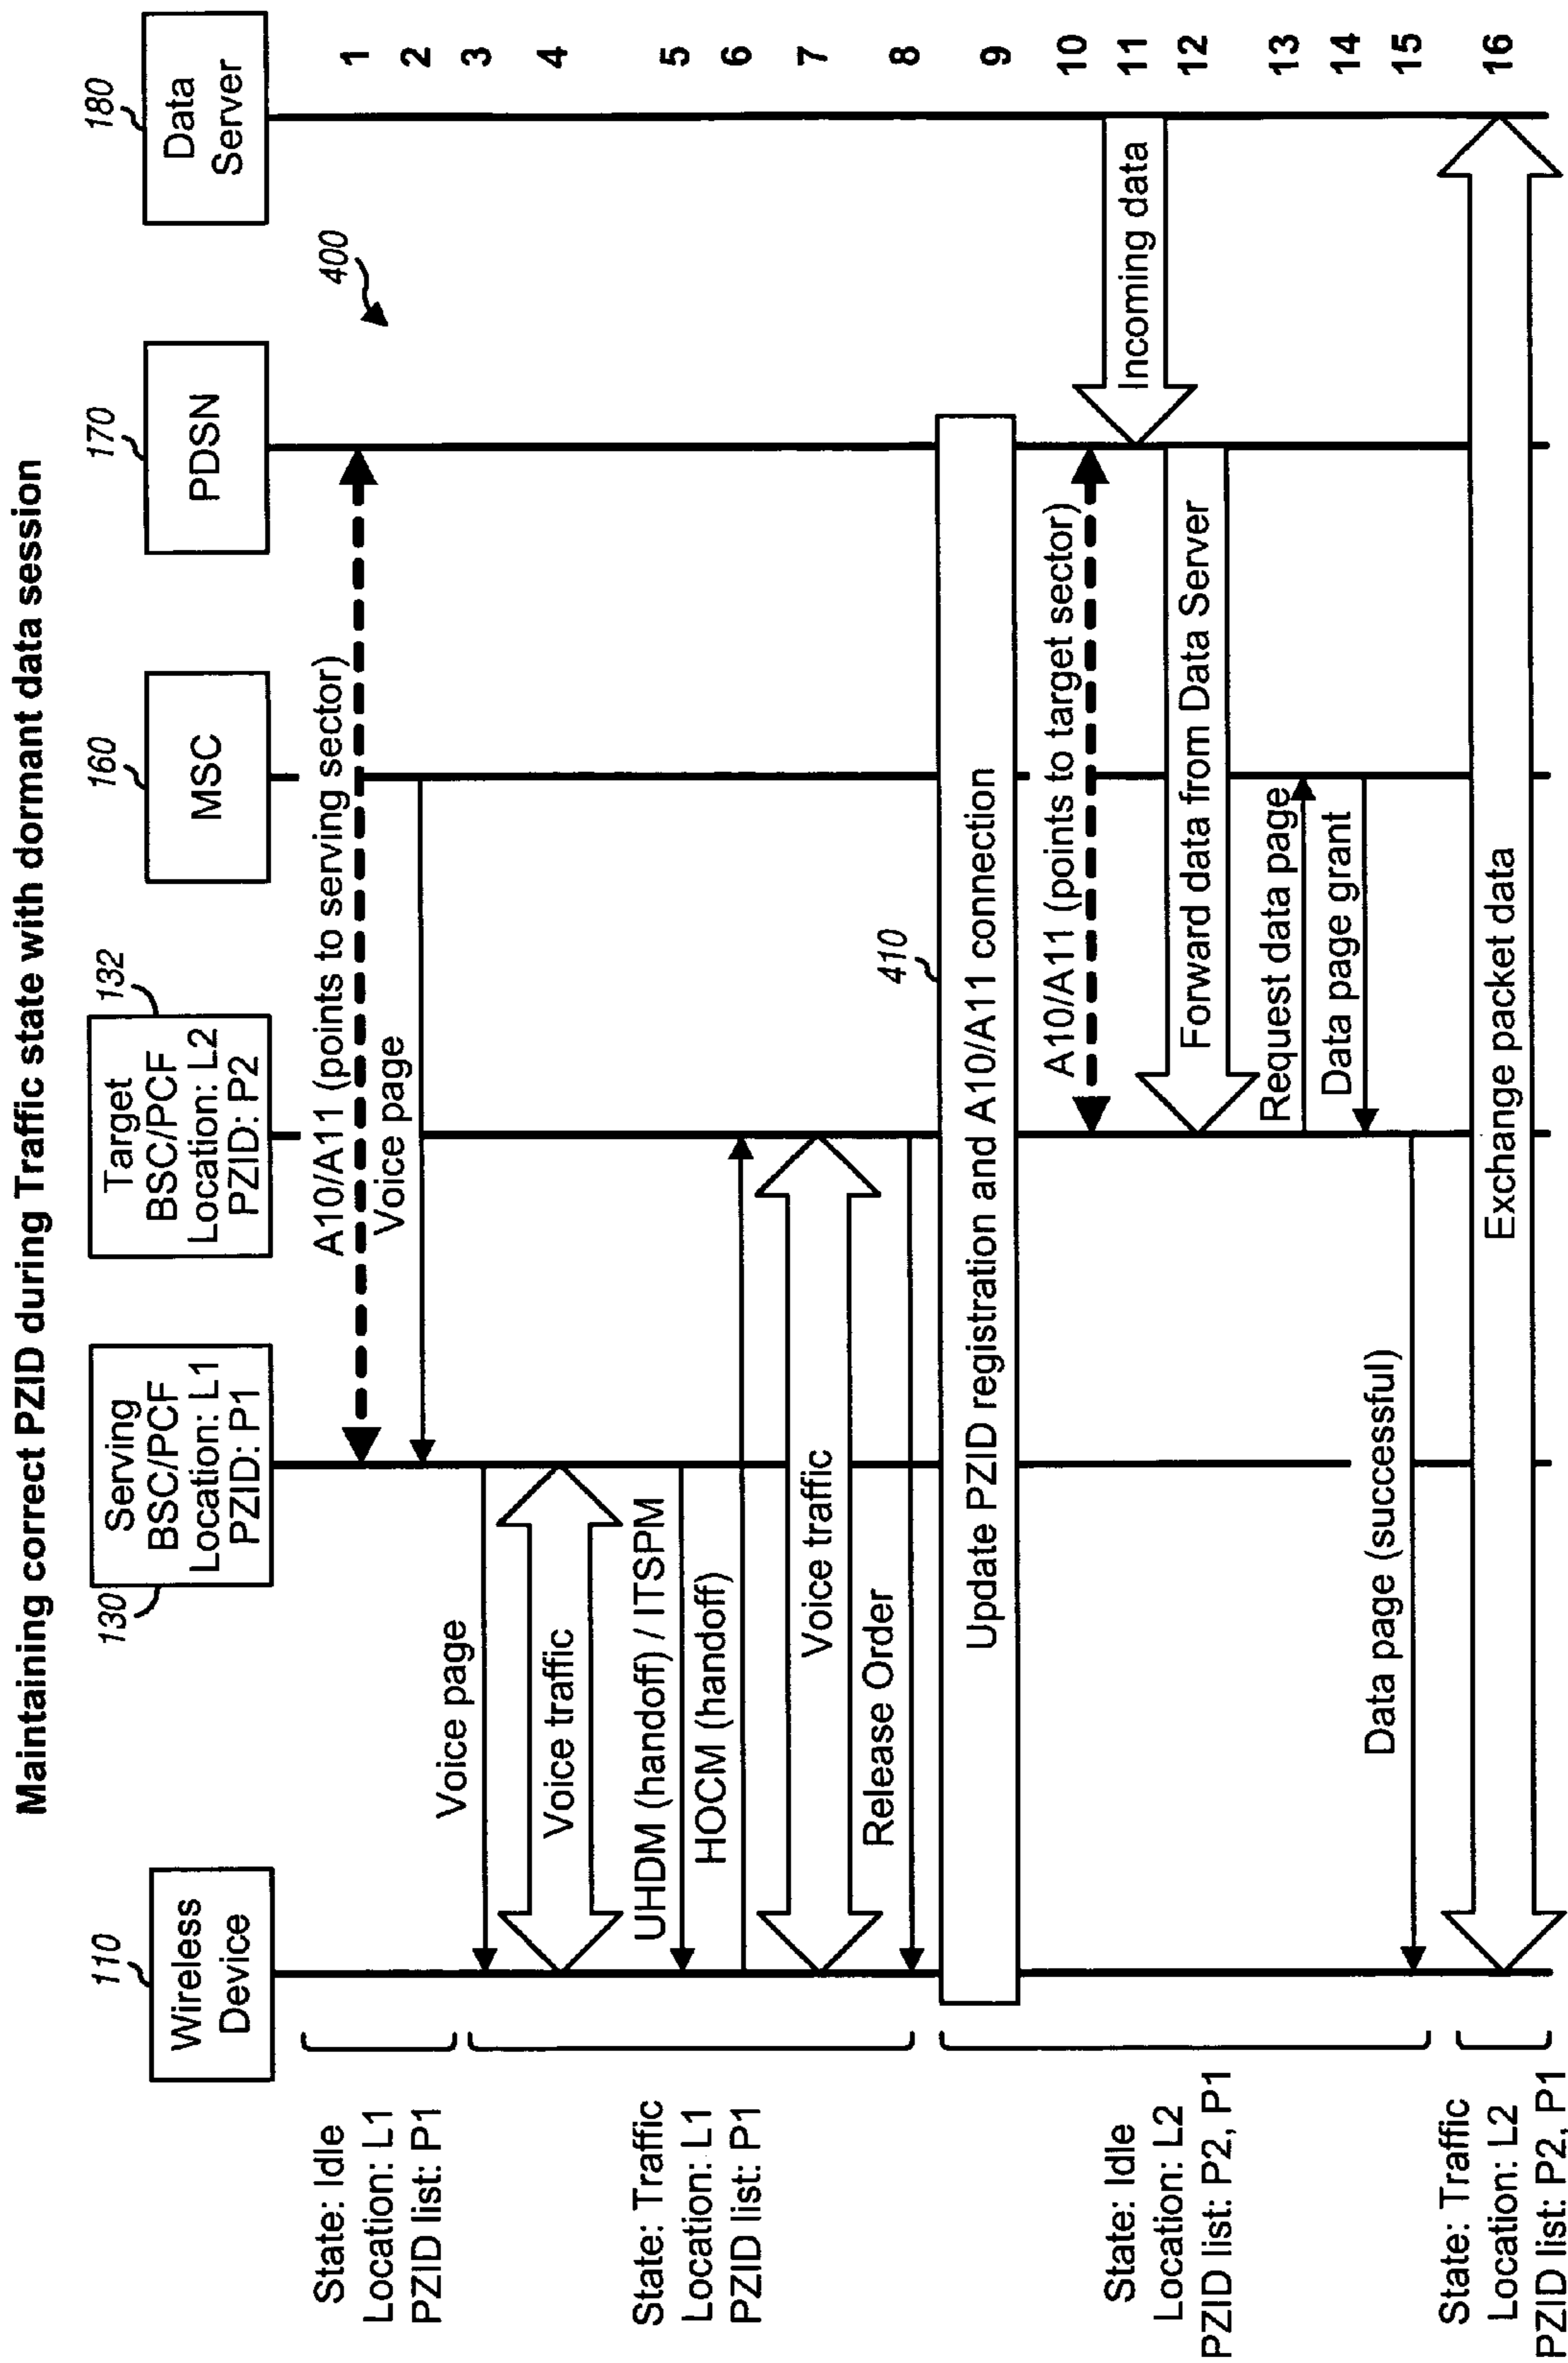 Maintaining correct PZID during Traffic state with dormant data session
110
130
132
160
170
180
Wireless
Device
Serving
BSC/PCF
Location: L1
PZID: P1
Target
BSC/PCF
Location: L2
PZID: P2
MSC
PDSN
Data
Server
400
State: Idle
Location: L1
PZID list: P1
A10/A11 (points to serving sector)
1
Voice page
2
State: Traffic
Location: L1
PZID list: P1
Voice page
3
Voice traffic
4
UHDM (handoff) / ITSPM
5
HOCM (handoff)
6
Voice traffic
7
Release Order
8
410
State: Idle
Location: L2
PZID list: P2, P1
Update PZID registration and A10/A11 connection
9
A10/A11 (points to target sector)
10
Incoming data
11
Forward data from Data Server
12
Request data page
13
Data page grant
14
Data page (successful)
15
State: Traffic
Location: L2
PZID list: P2, P1
Exchange packet data
16